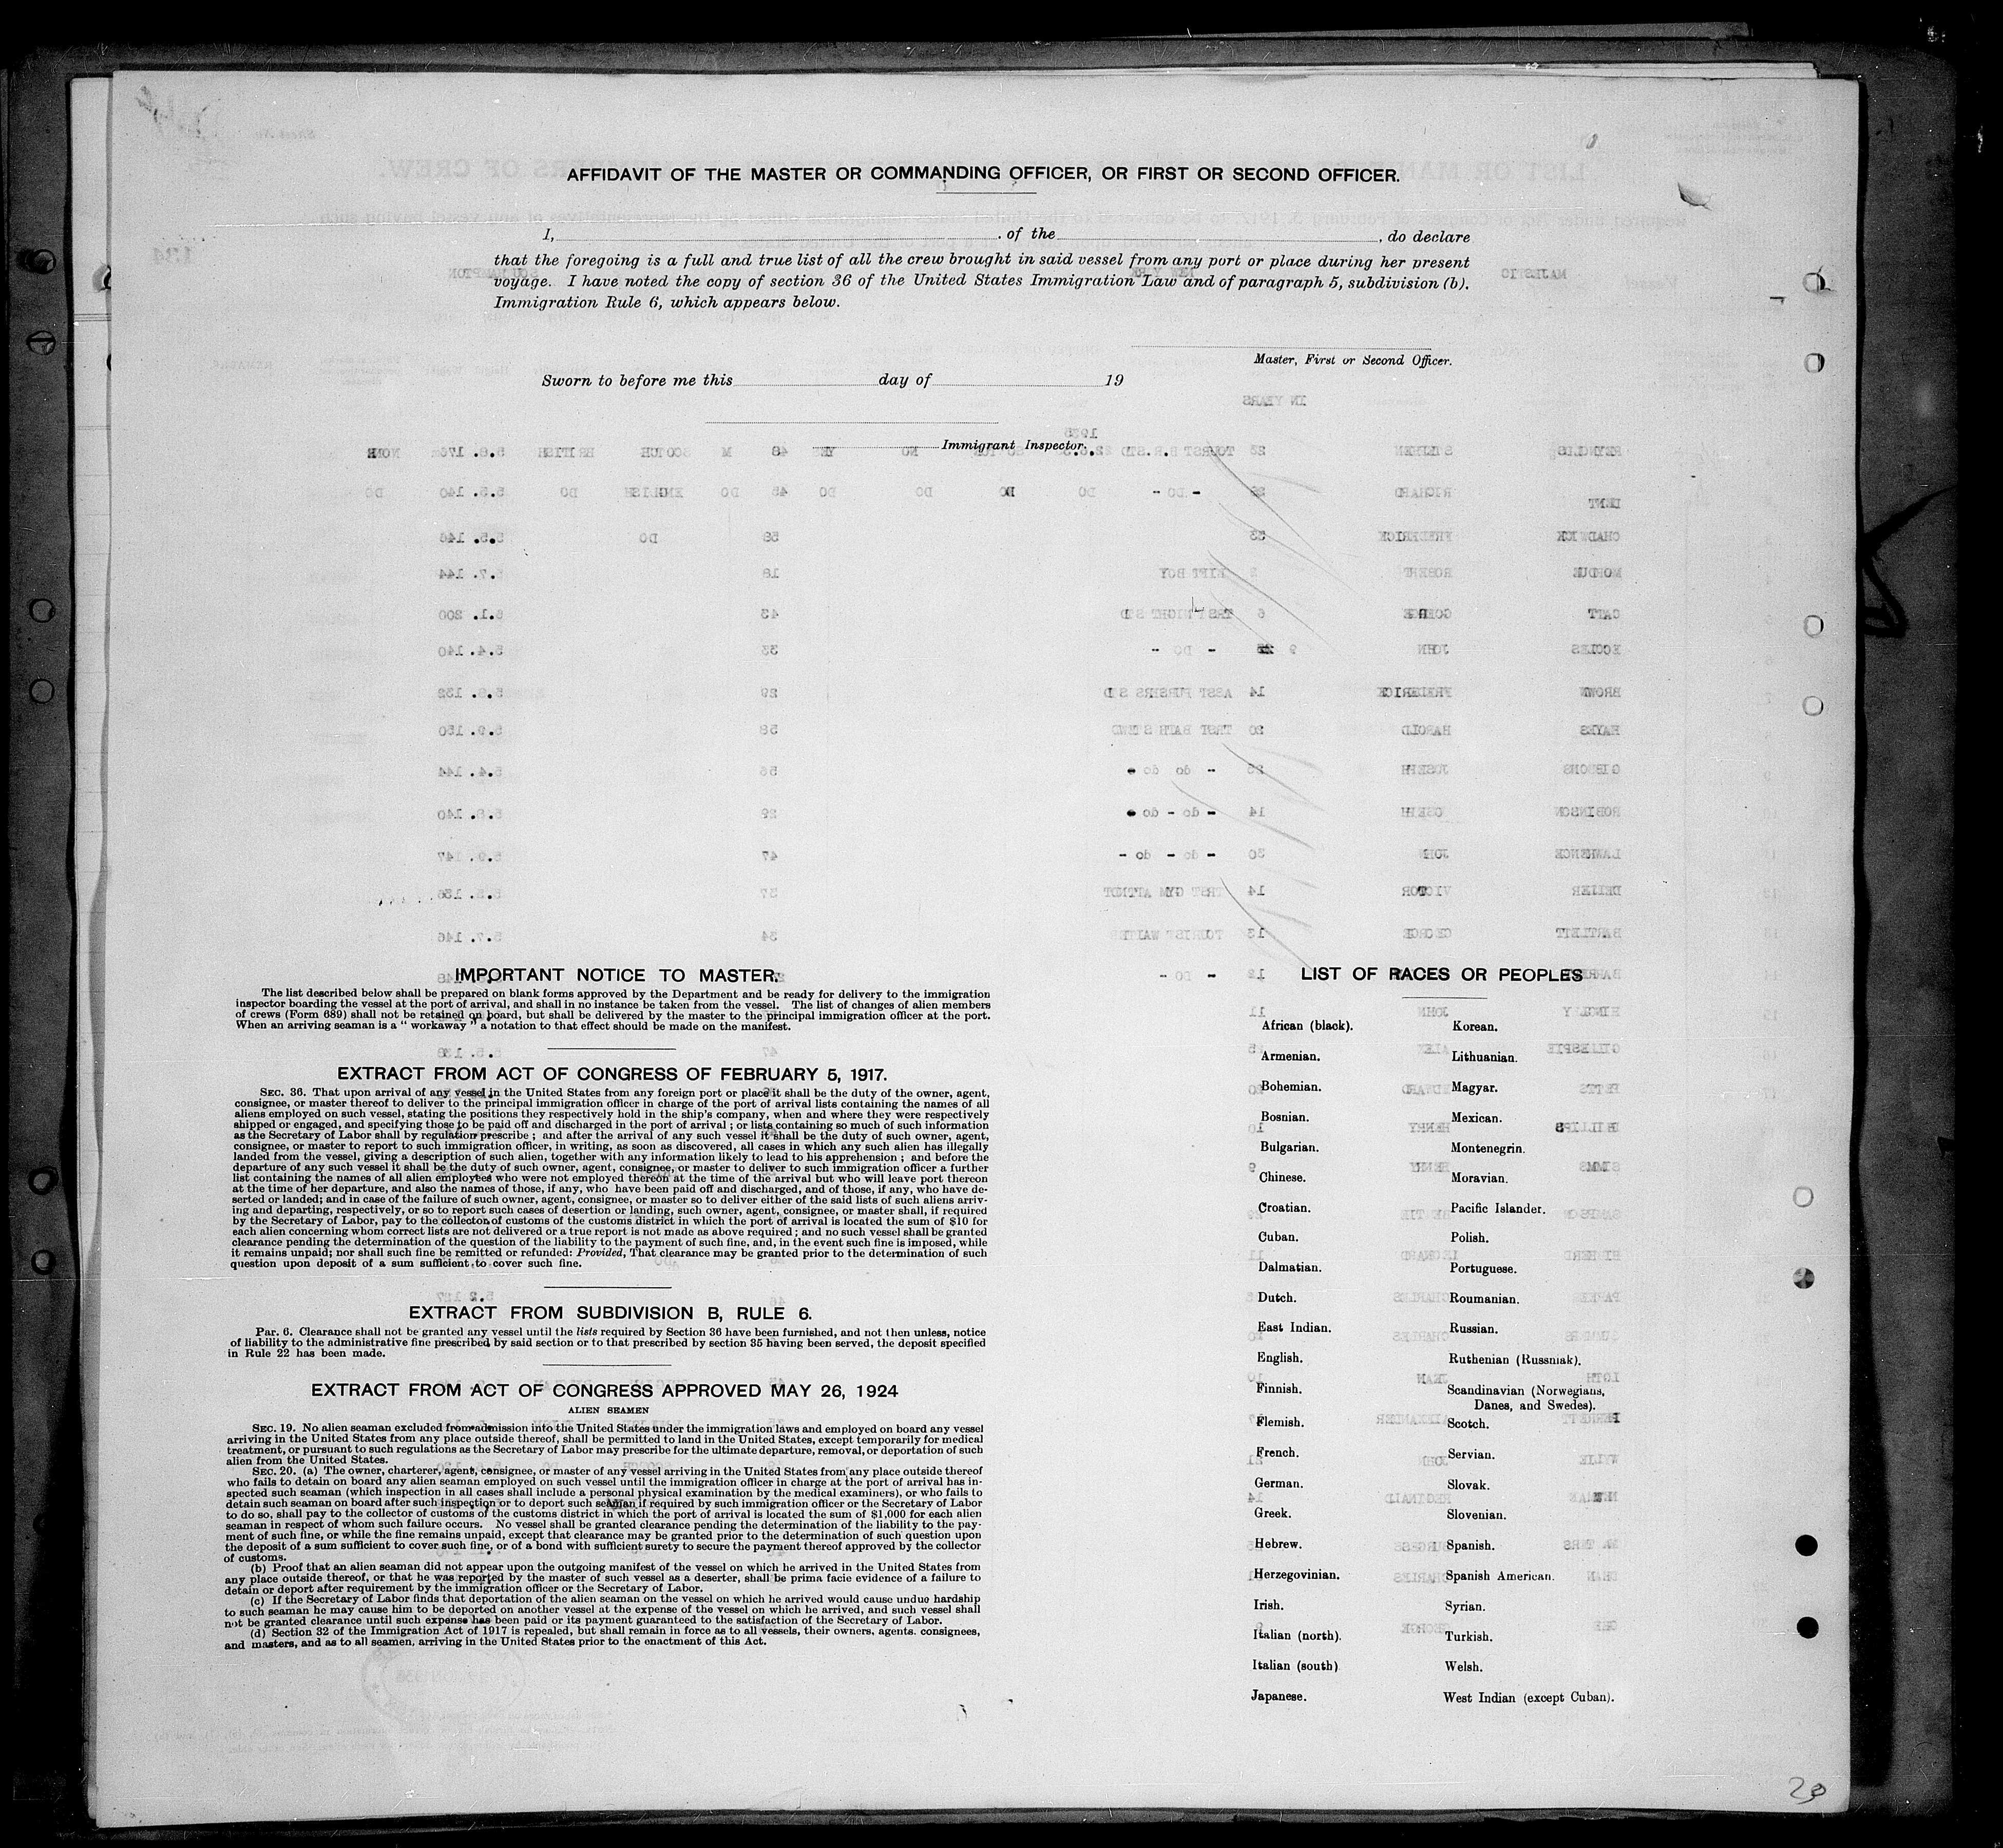 AFFIDAVIT OF THE MASTER OR COMMANDING OFFICER, OR FIRST OR SECOND OFFICER.
I, , of the , do declare
that the foregoing is a full and true list of all the crew brought in said vessel from any port or place during her present
voyage. I have noted the copy of section 36 of the United States Immigration Law and of paragraph 5, subdivision (b).
Immigration Rule 6, which appears below.
Master, First or Second Officer.
Sworn to before me this day of 19
Immigrant Inspector.
IMPORTANT NOTICE TO MASTER.
The list described below shall be prepared on blank forms approved by the Department and be ready for delivery to the immigration
inspector boarding the vessel at the port of arrival, and shall in no instance be taken from the vessel. The list of changes of alien members
of crews (Form 689) shall not be retained on board, but shall be delivered by the master to the principal immigration officer at the port.
When an arriving seaman is a " workaway " a notation to that effect should be made on the manifest.
EXTRACT FROM ACT OF CONGRESS OF FEBRUARY 5, 1917.
SEC. 36. That upon arrival of any vessel in the United States from any foreign port or place it shall be the duty of the owner, agent,
consignee, or master thereof to deliver to the principal immigration officer in charge of the port of arrival lists containing the names of all
aliens employed on such vessel, stating the positions they respectively hold in the ship's company, when and where they were respectively
shipped or engaged, and specifying those to be paid off and discharged in the port of arrival ; or lists containing so much of such information
as the Secretary of Labor shall by regulation prescribe ; and after the arrival of any such vessel it shall be the duty of such owner, agent,
consignee, or master to report to such immigration officer, in writing, as soon as discovered, all cases in which any such alien has illegally
landed from the vessel, giving a description of such alien, together with any information likely to lead to his apprehension ; and before the
departure of any such vessel it shall be the duty of such owner, agent, consignee, or master to deliver to such immigration officer a further
list containing the names of all alien employees who were not employed thereon at the time of the arrival but who will leave port thereon
at the time of her departure, and also the names of those, if any, who have been paid off and discharged, and of those, if any, who have de-
serted or landed; and in case of the failure of such owner, agent, consignee, or master so to deliver either of the said lists of such aliens arriv-
ing and departing, respectively, or so to report such cases of desertion or landing, such owner, agent, consignee, or master shall, if required
by the Secretary of Labor, pay to the collector of customs of the customs district in which the port of arrival is located the sum of $10 for
each alien concerning whom correct lists are not delivered or a true report is not made as above required ; and no such vessel shall be granted
clearance pending the determination of the question of the liability to the payment of such fine, and, in the event such fine is imposed, while
it remains unpaid; nor shall such fine be remitted or refunded: Provided, That clearance may be granted prior to the determination of such
question upon deposit of a sum sufficient to cover such fine.
EXTRACT FROM SUBDIVISION B, RULE 6.
Par. 6. Clearance shall not be granted any vessel until the lists required by Section 36 have been furnished, and not then unless, notice
of liability to the administrative fine prescribed by said section or to that prescribed by section 35 having been served, the deposit specified
in Rule 22 has been made.
EXTRACT FROM ACT OF CONGRESS APPROVED MAY 26, 1924
ALIEN SEAMEN
SEC. 19. No alien seaman excluded from admission into the United States under the immigration laws and employed on board any vessel
arriving in the United States from any place outside thereof, shall be permitted to land in the United States, except temporarily for medical
treatment, or pursuant to such regulations as the Secretary of Labor may prescribe for the ultimate departure, removal, or deportation of such
alien from the United States.
SEC. 20. (a) The owner, charterer, agent, consignee, or master of any vessel arriving in the United States from any place outside thereof
who fails to detain on board any alien seaman employed on such vessel until the immigration officer in charge at the port of arrival has in-
spected such seaman (which inspection in all cases shall include a personal physical examination by the medical examiners), or who fails to
detain such seaman on board after such inspection or to deport such seaman if required by such immigration officer or the Secretary of Labor
to do so, shall pay to the collector of customs of the customs district in which the port of arrival is located the sum of $1,000 for each alien
seaman in respect of whom such failure occurs. No vessel shall be granted clearance pending the determination of the liability to the pay-
ment of such fine, or while the fine remains unpaid, except that clearance may be granted prior to the determination of such question upon
the deposit of a sum sufficient to cover such fine, or of a bond with sufficient surety to secure the payment thereof approved by the collector
of customs.
(b) Proof that an alien seaman did not appear upon the outgoing manifest of the vessel on which he arrived in the United States from
any place outside thereof, or that he was reported by the master of such vessel as a deserter, shall be prima facie evidence of a failure to
detain or deport after requirement by the immigration officer or the Secretary of Labor.
(c) If the Secretary of Labor finds that deportation of the alien seaman on the vessel on which he arrived would cause undue hardship
to such seaman he may cause him to be deported on another vessel at the expense of the vessel on which he arrived, and such vessel shall
not be granted clearance until such expense has been paid or its payment guaranteed to the satisfaction of the Secretary of Labor.
(d) Section 32 of the Immigration Act of 1917 is repealed, but shall remain in force as to all vessels, their owners, agents. consignees,
and masters, and as to all seamen, arriving in the United States prior to the enactment of this Act.
LIST OF RACES OR PEOPLES
African (black). Korean.
Armenian. Lithuanian.
Bohemian. Magyar.
Bosnian. Mexican.
Bulgarian. Montenegrin.
Chinese. Moravian.
Croatian. Pacific Islander.
Cuban. Polish.
Dalmatian. Portuguese.
Dutch. Roumanian.
East Indian. Russian.
English. Ruthenian (Russniak).
Finnish. Scandinavian (Norwegians,
Danes, and Swedes).
Flemish. Scotch.
French. Servian.
German. Slovak.
Greek. Slovenian.
Hebrew. Spanish.
Herzegovinian. Spanish American.
Irish. Syrian.
Italian (north). Turkish.
Italian (south) Welsh.
Japanese. West Indian (except Cuban).